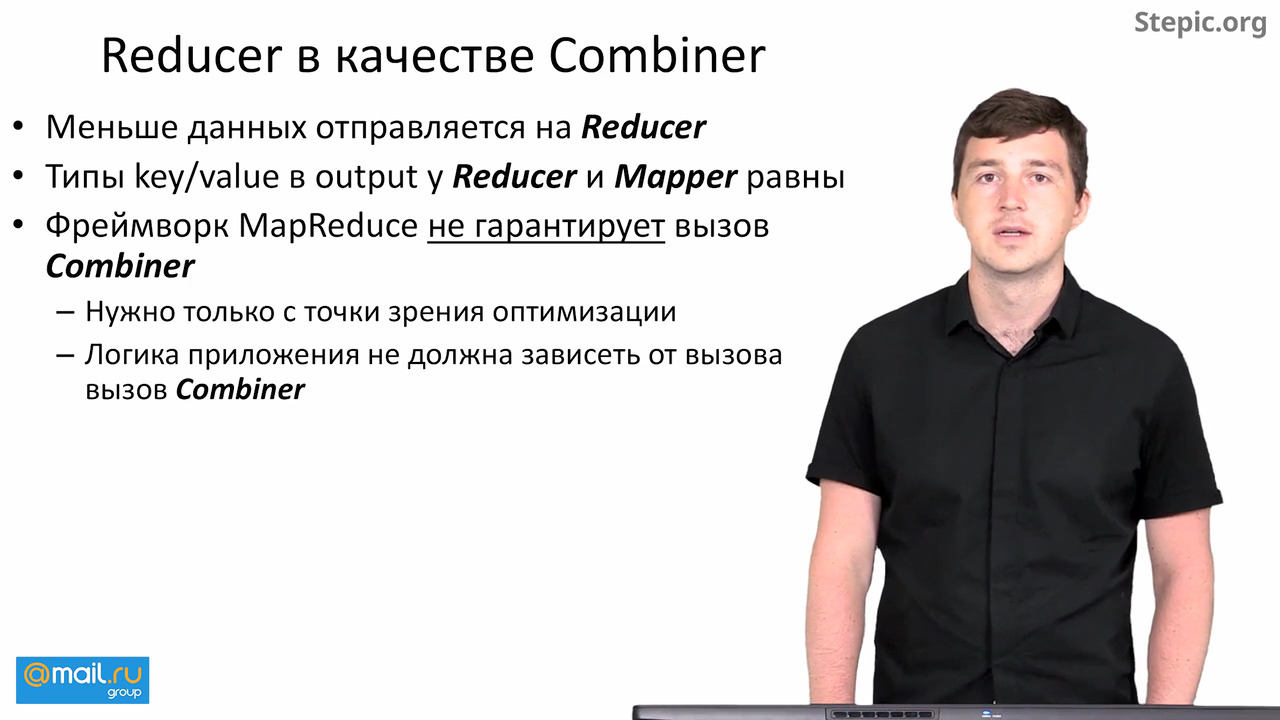 Stepic.org
Reducer в качестве Combiner
• Меньше данных отправляется на Reducer
• Типы key/value в output у Reducer и Mapper равны
• Фреймворк MapReduce не гарантирует вызов
Combiner
– Нужно только с точки зрения оптимизации
– Логика приложения не должна зависеть от вызова
вызов Combiner
@mail.ru
group